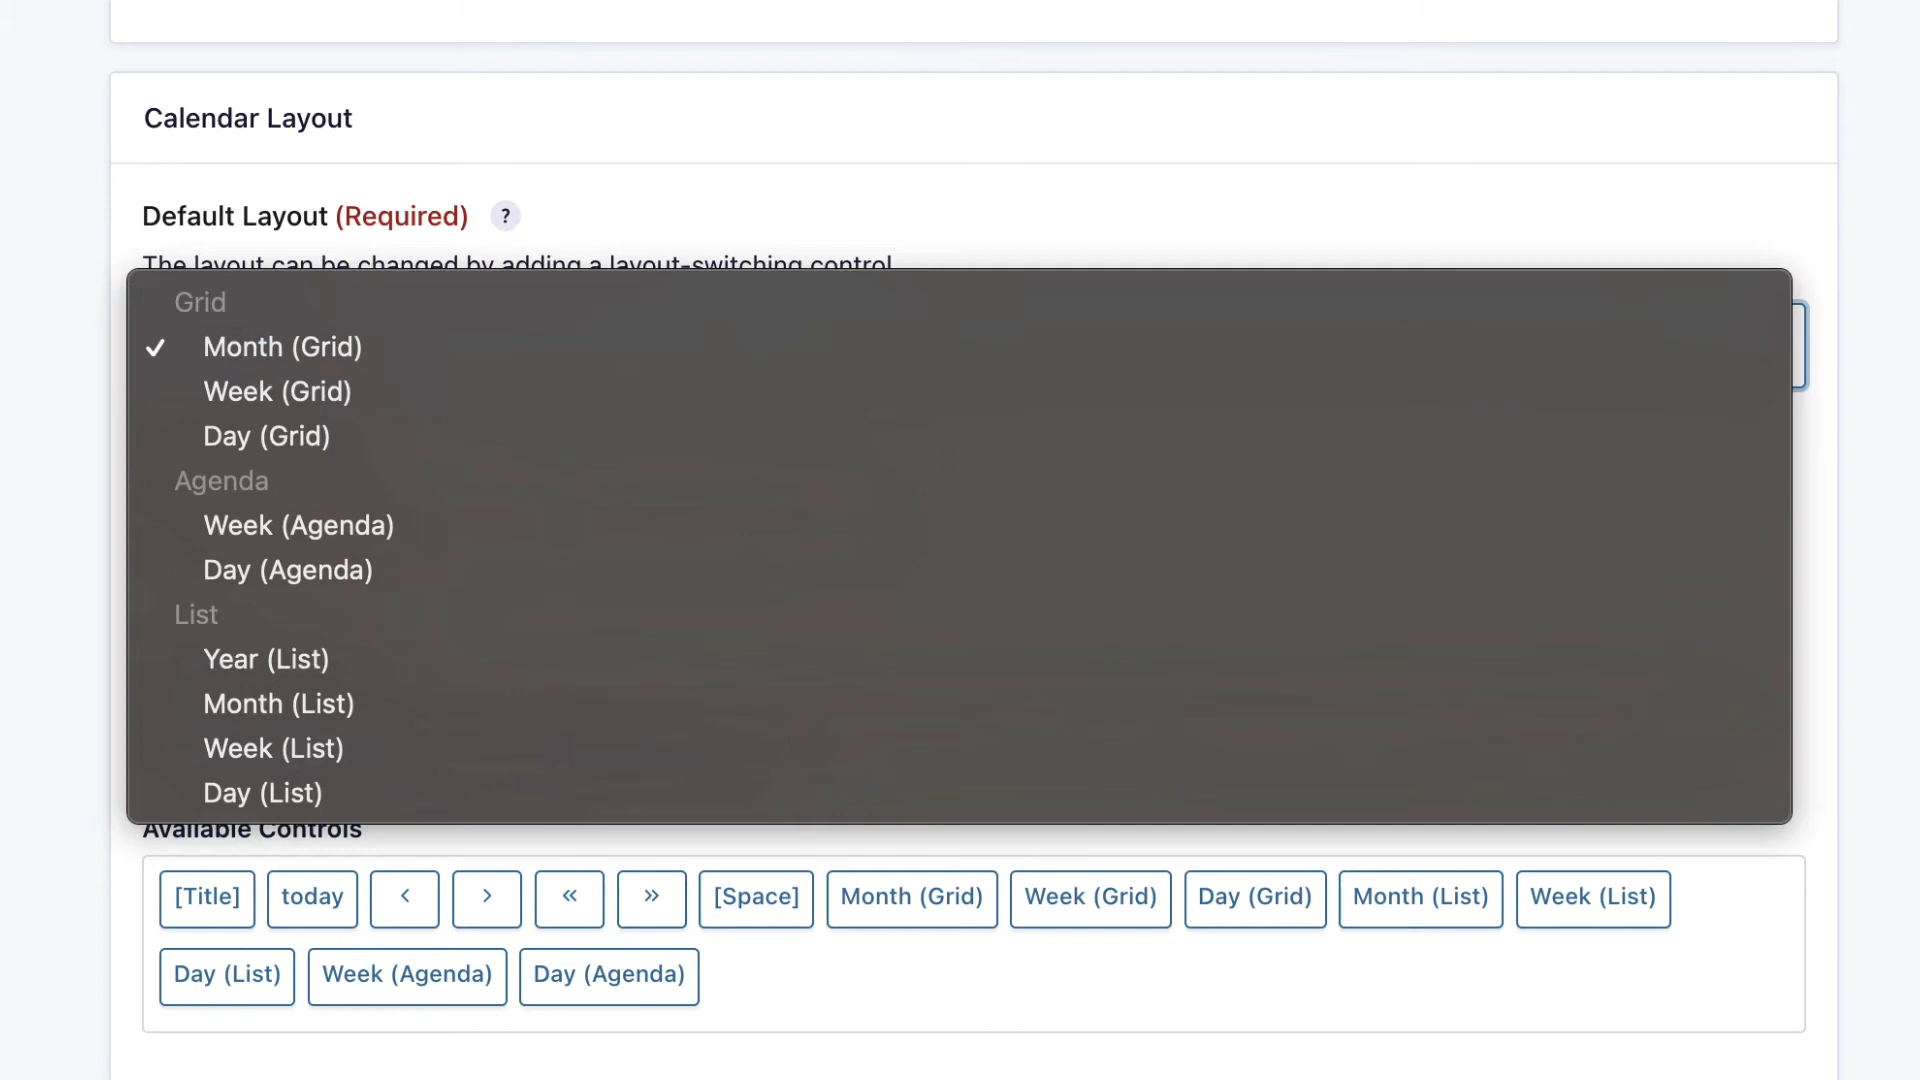 Calendar Layout
Default Layout (Required) ?
The layout can be changed by adding a layout-switching control
Grid
✓ Month (Grid)
Week (Grid)
Day (Grid)
Agenda
Week (Agenda)
Day (Agenda)
List
Year (List)
Month (List)
Week (List)
Day (List)
Available Controls
[Title] today ‹ › « » [Space] Month (Grid) Week (Grid) Day (Grid) Month (List) Week (List)
Day (List) Week (Agenda) Day (Agenda)